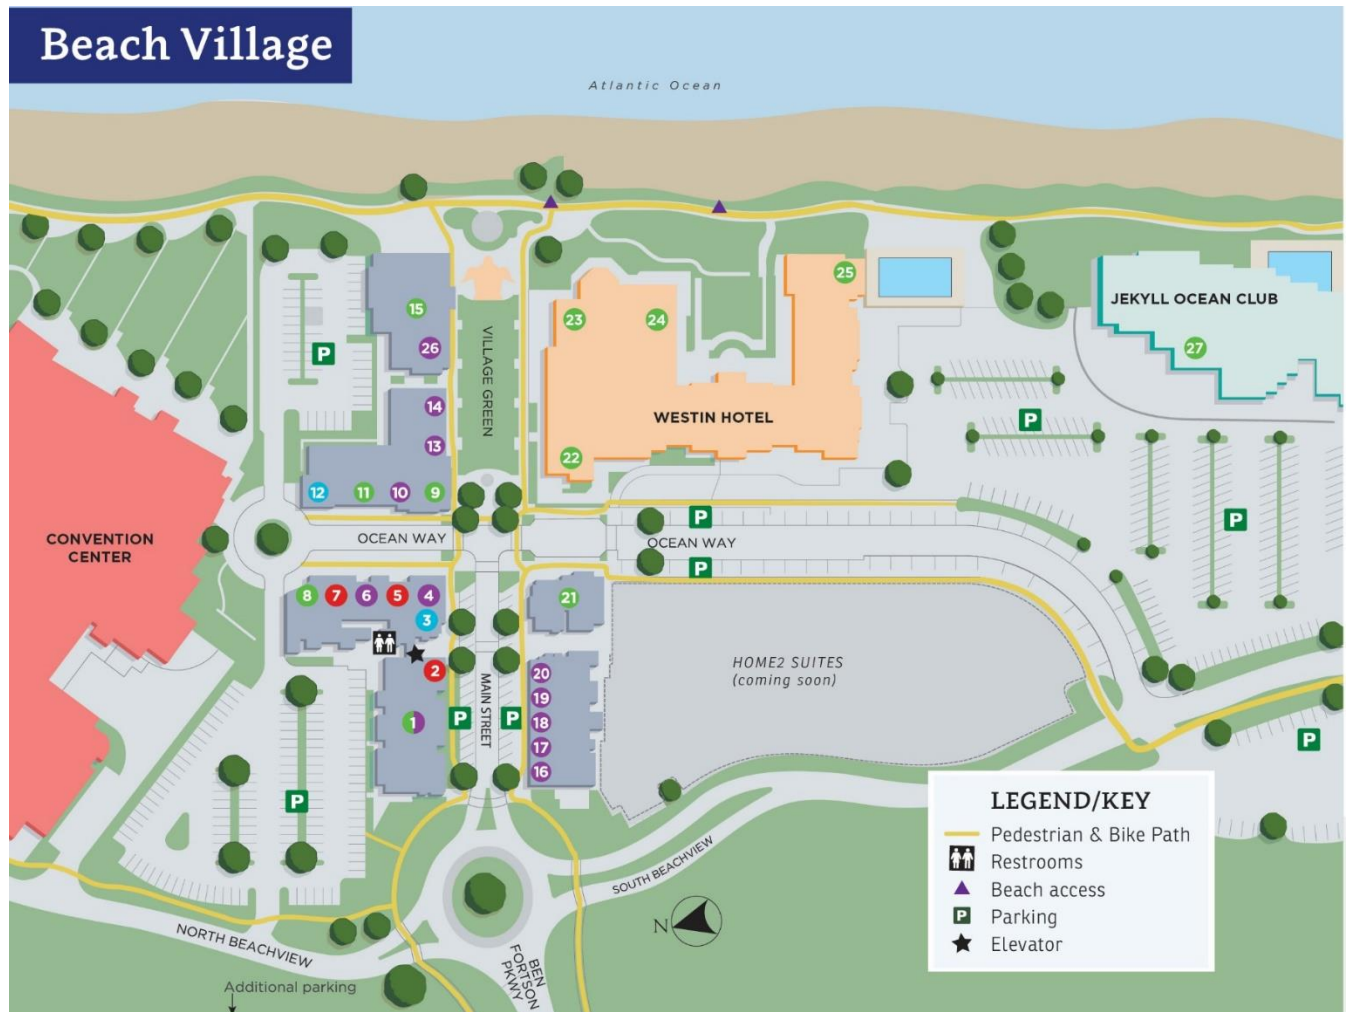 Beach Village
Atlantic Ocean
15
26
14
13
12
11
10
9
VILLAGE GREEN
23
24
25
22
WESTIN HOTEL
JEKYLL OCEAN CLUB
27
P
P
P
CONVENTION
CENTER
OCEAN WAY
P
OCEAN WAY
P
8
7
6
5
4
3
2
1
21
20
19
18
17
16
P
MAIN STREET
P
HOME2 SUITES
(coming soon)
P
P
NORTH BEACHVIEW
SOUTH BEACHVIEW
BEN
FORTSON
PKWY
N
Additional parking
LEGEND/KEY
Pedestrian & Bike Path
Restrooms
Beach access
P Parking
Elevator